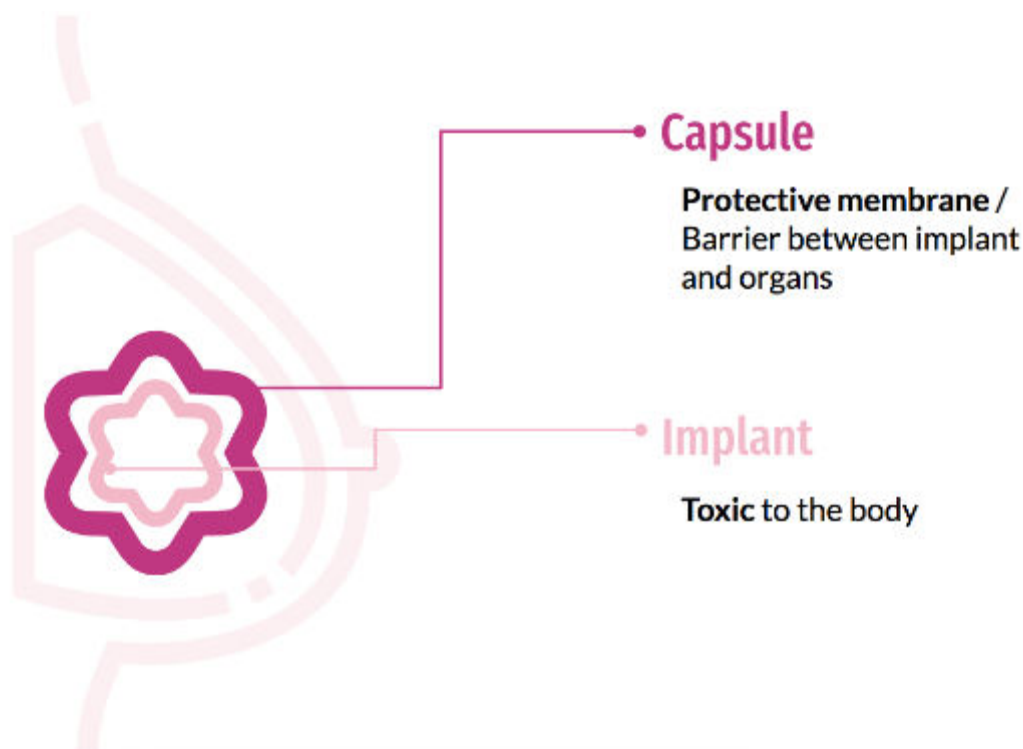 Capsule
Protective membrane /
Barrier between implant
and organs
Implant
Toxic to the body